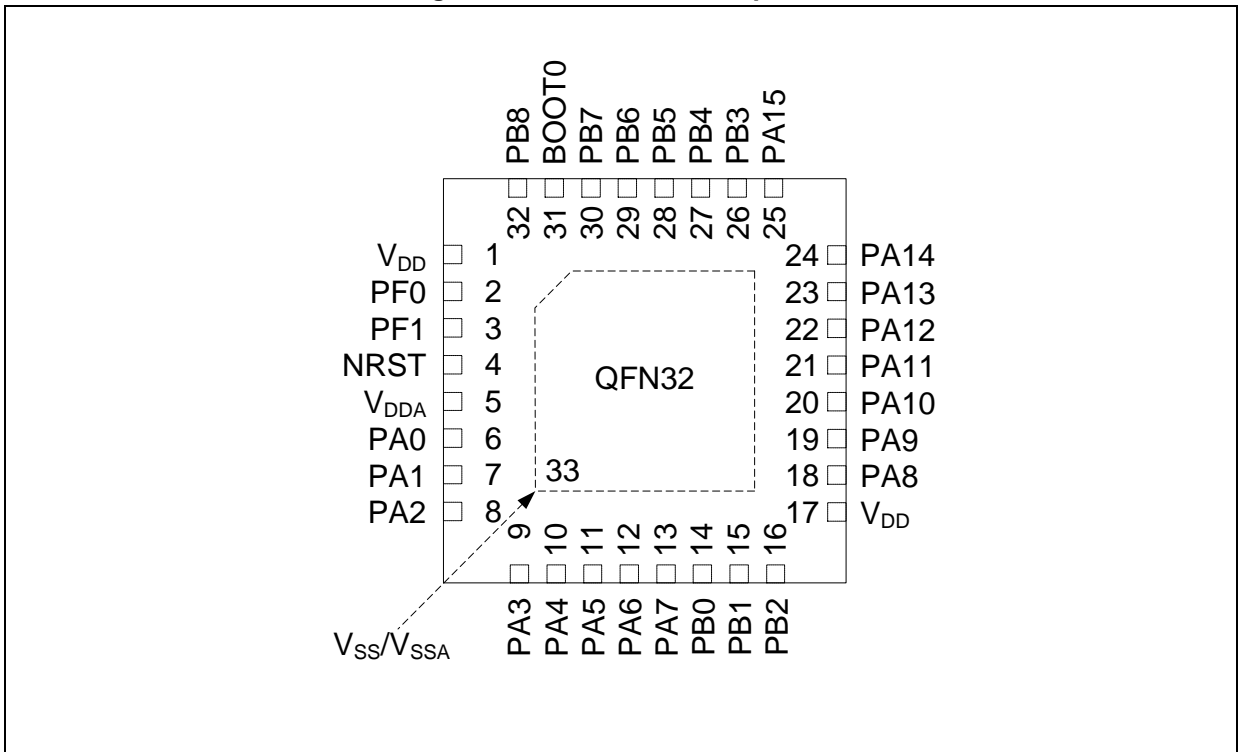 PB8
BOOT0
PB7
PB6
PB5
PB4
PB3
PA15
32
31
30
29
28
27
26
25
VDD 1
PF0 2
PF1 3
NRST 4
VDDA 5
PA0 6
PA1 7
PA2 8
24 PA14
23 PA13
22 PA12
21 PA11
20 PA10
19 PA9
18 PA8
17 VDD
QFN32
33
9
10
11
12
13
14
15
16
PA3
PA4
PA5
PA6
PA7
PB0
PB1
PB2
VSS/VSSA